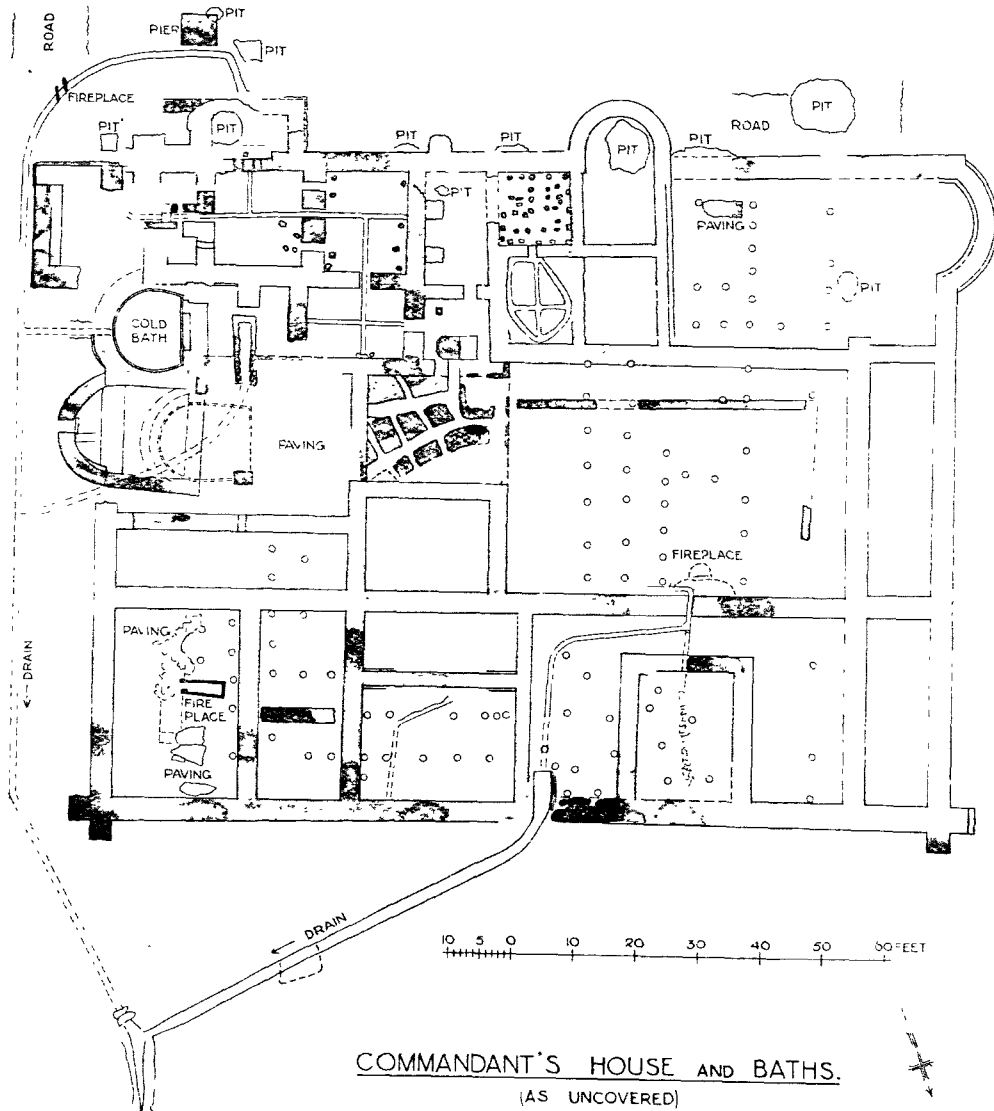 ROAD
PIER
PIT
PIT
FIREPLACE
PIT
PIT
PIT
PIT
PIT
PIT
ROAD
PIT
PIT
PAVING
PIT
COLD
BATH
PAVING
FIREPLACE
PAVING
← DRAIN
FIRE
PLACE
PAVING
← DRAIN
10 5 0 10 20 30 40 50 60 FEET
COMMANDANT'S HOUSE AND BATHS.
(AS UNCOVERED)